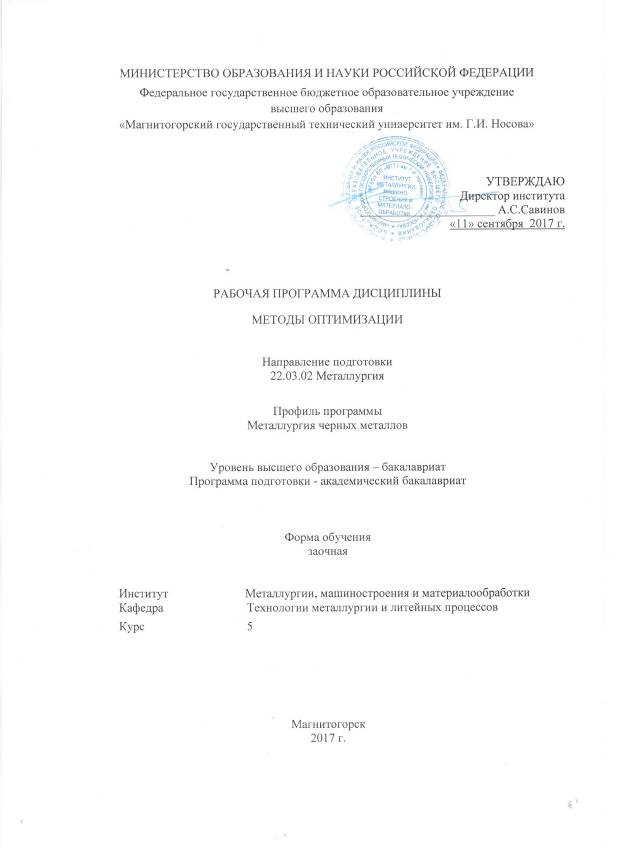 МИНИСТЕРСТВО ОБРАЗОВАНИЯ И НАУКИ РОССИЙСКОЙ ФЕДЕРАЦИИ
Федеральное государственное бюджетное образовательное учреждение
высшего образования
«Магнитогорский государственный технический университет им. Г.И. Носова»
ИНСТИТУТ
МЕТАЛЛУРГИИ,
МАШИНО-
СТРОЕНИЯ И
МАТЕРИАЛО-
ОБРАБОТКИ
УТВЕРЖДАЮ
Директор института
А.С.Савинов
«11» сентября 2017 г.
РАБОЧАЯ ПРОГРАММА ДИСЦИПЛИНЫ
МЕТОДЫ ОПТИМИЗАЦИИ
Направление подготовки
22.03.02 Металлургия
Профиль программы
Металлургия черных металлов
Уровень высшего образования – бакалавриат
Программа подготовки - академический бакалавриат
Форма обучения
заочная
Институт Металлургии, машиностроения и материалообработки
Кафедра Технологии металлургии и литейных процессов
Курс 5
Магнитогорск
2017 г.